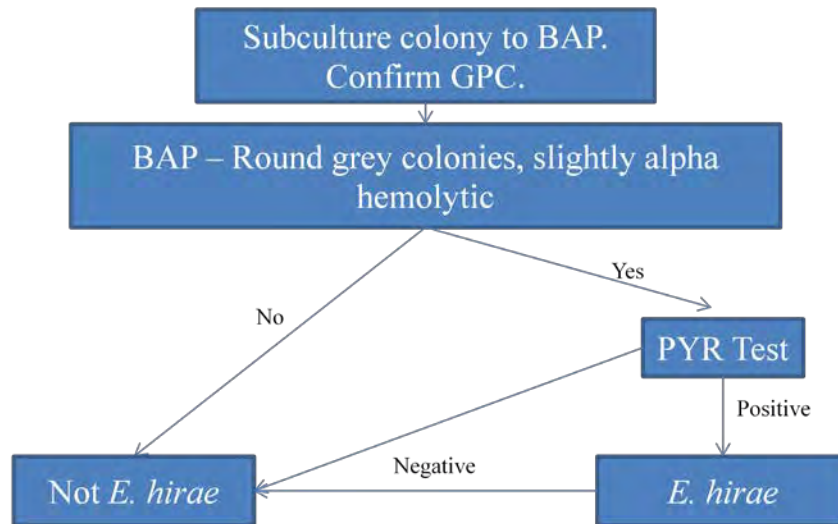 Subculture colony to BAP.
Confirm GPC.
BAP – Round grey colonies, slightly alpha
hemolytic
Yes
No
PYR Test
Positive
Negative
Not E. hirae
E. hirae